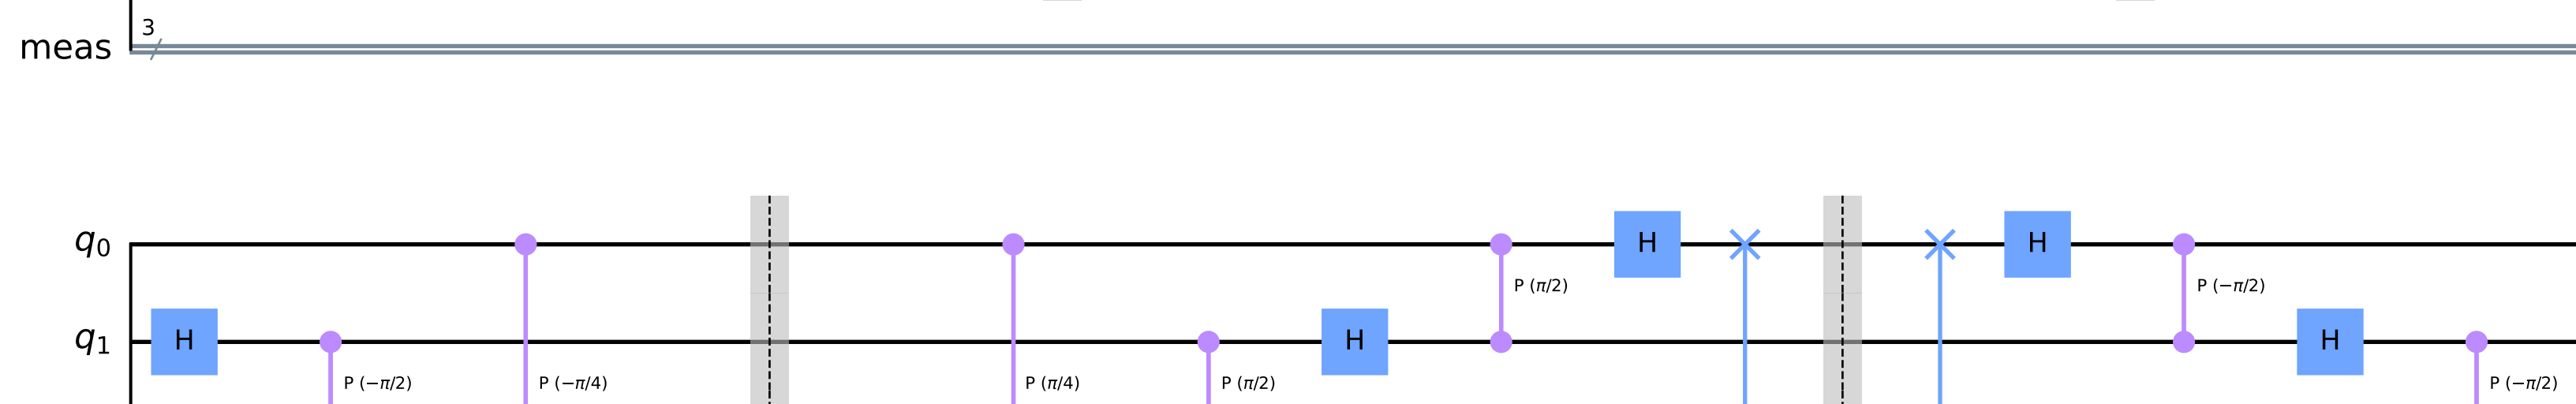 3
meas
q0
H H
P (π/2) P (−π/2)
q1
H H H
P (−π/2) P (−π/4) P (π/4) P (π/2) P (−π/2)